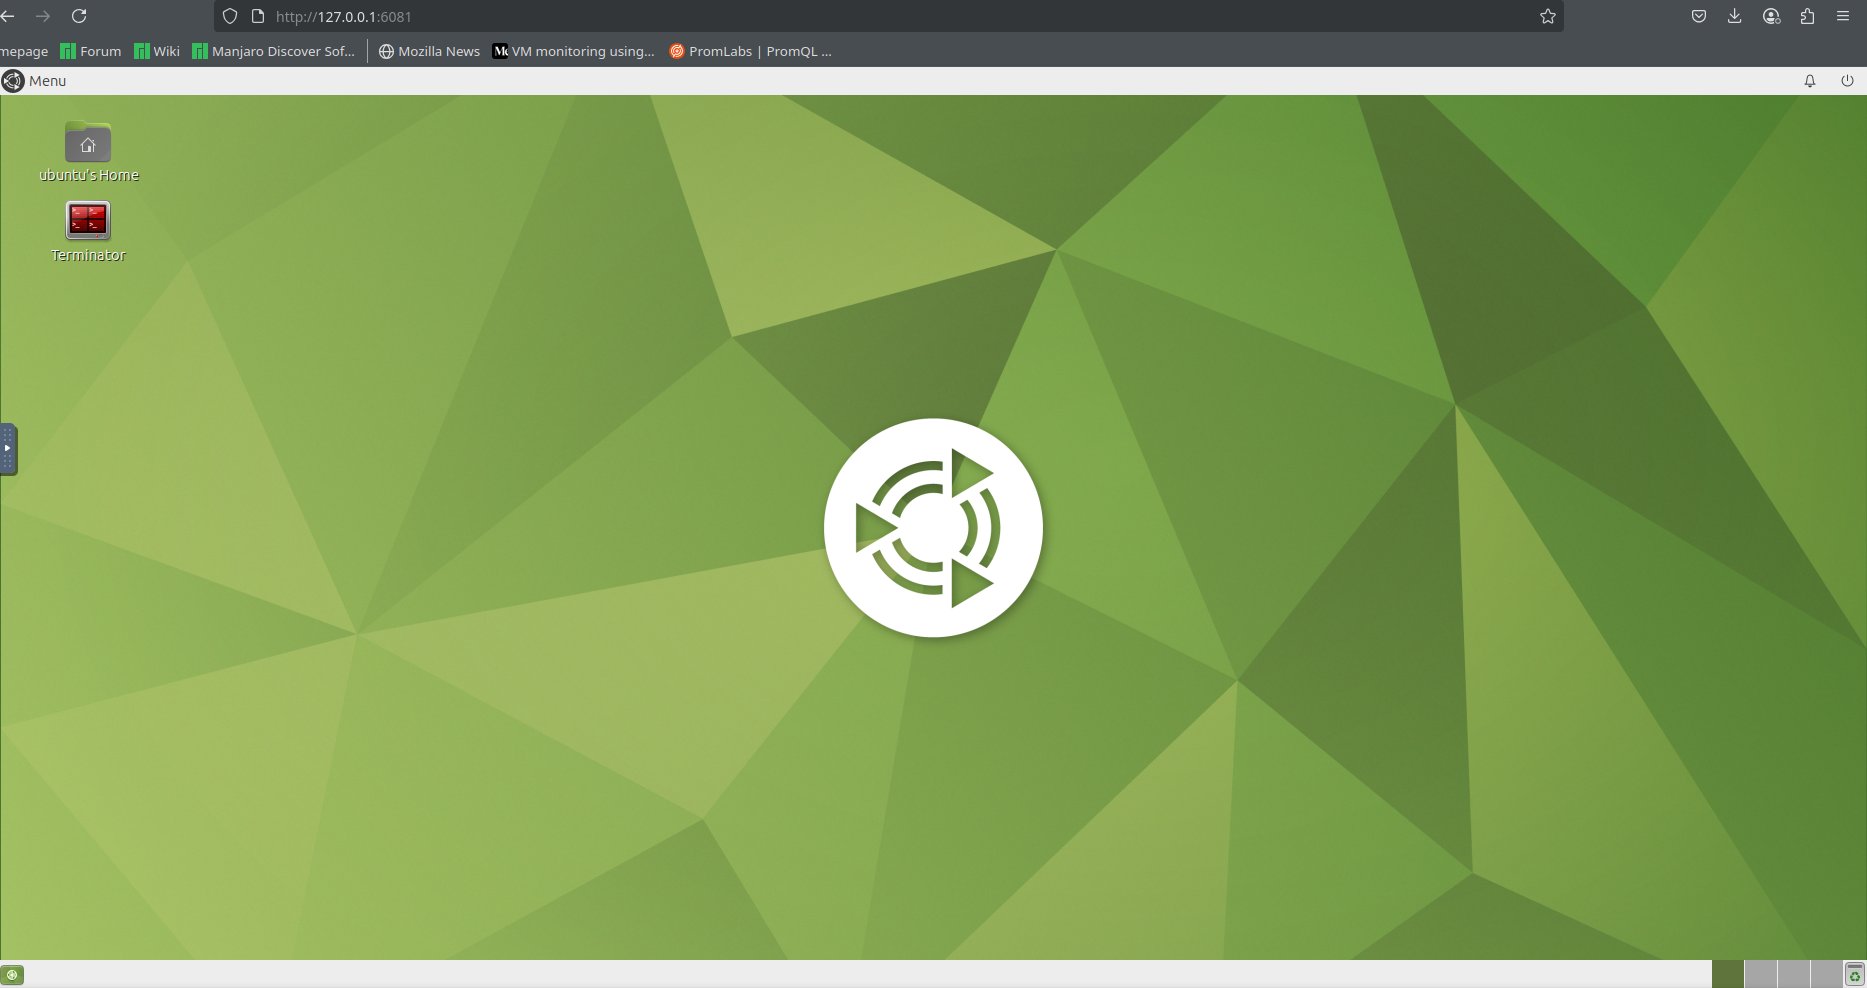 http://127.0.0.1:6081
mepage Forum Wiki Manjaro Discover Sof... Mozilla News VM monitoring using... PromLabs | PromQL ...
Menu
ubuntu's Home
Terminator